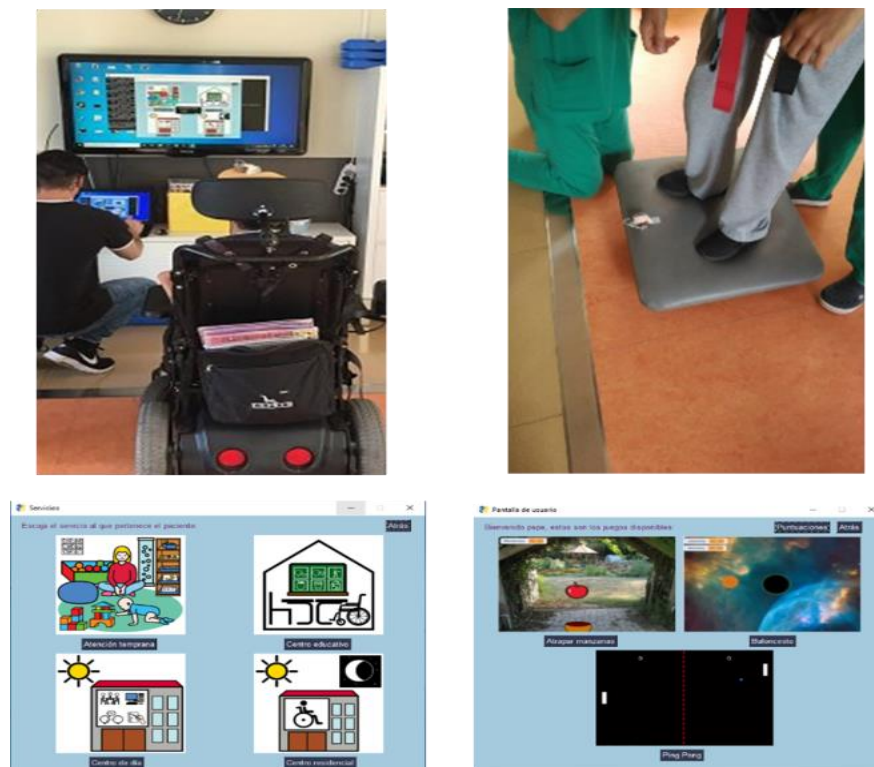 Servicios
Escoja el servicio al que pertenece el paciente
Atrás
Atención temprana
Centro educativo
Centro de día
Centro residencial
Pantalla de usuario
Bienvenido pepe, estos son los juegos disponibles:
Puntuaciones
Atrás
Atrapar manzanas
Baloncesto
Ping Pong